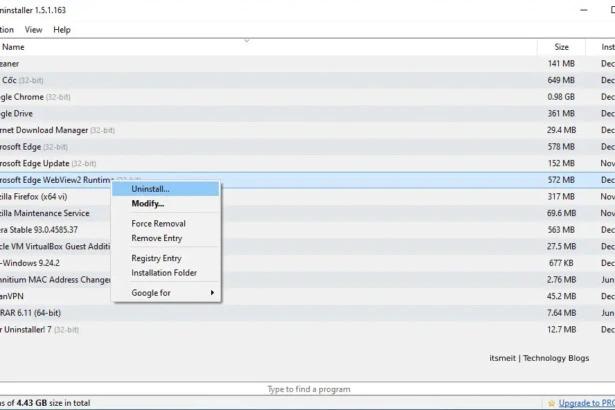 ninstaller 1.5.1.163
tion View Help
Name Size Inst
eaner 141 MB Dec
Cốc (32-bit) 649 MB Dec
gle Chrome (32-bit) 0.98 GB Dec
gle Drive 361 MB Dec
rnet Download Manager (32-bit) 29.4 MB Dec
rosoft Edge (32-bit) 578 MB Dec
rosoft Edge Update (32-bit) 152 MB Nov
rosoft Edge WebView2 Runtime (32-bit) 572 MB Dec
zilla Firefox (x64 vi) 317 MB Nov
zilla Maintenance Service 69.6 MB Nov
era Stable 93.0.4585.37 563 MB Dec
cle VM VirtualBox Guest Additi 27.5 MB Dec
-Windows 9.24.2 677 KB Dec
hnitium MAC Address Changer 2.76 MB Jun
anVPN 45.2 MB Dec
RAR 6.11 (64-bit) 7.64 MB Jun
r Uninstaller! 7 (32-bit) 12.7 MB Dec
Uninstall...
Modify...
Force Removal
Remove Entry
Registry Entry
Installation Folder
Google for
itsmeit | Technology Blogs
Type to find a program
ns of 4.43 GB size in total
Upgrade to PRO